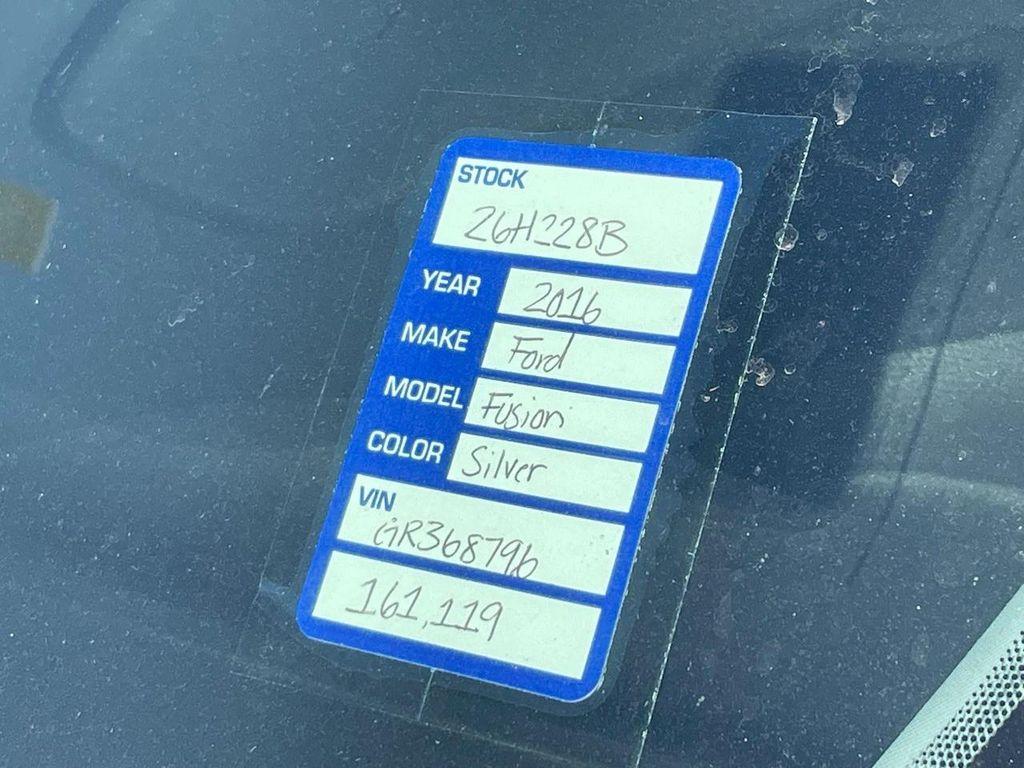 STOCK
26H228B
YEAR 2016
MAKE Ford
MODEL Fusion
COLOR Silver
VIN
GR368796
161,119